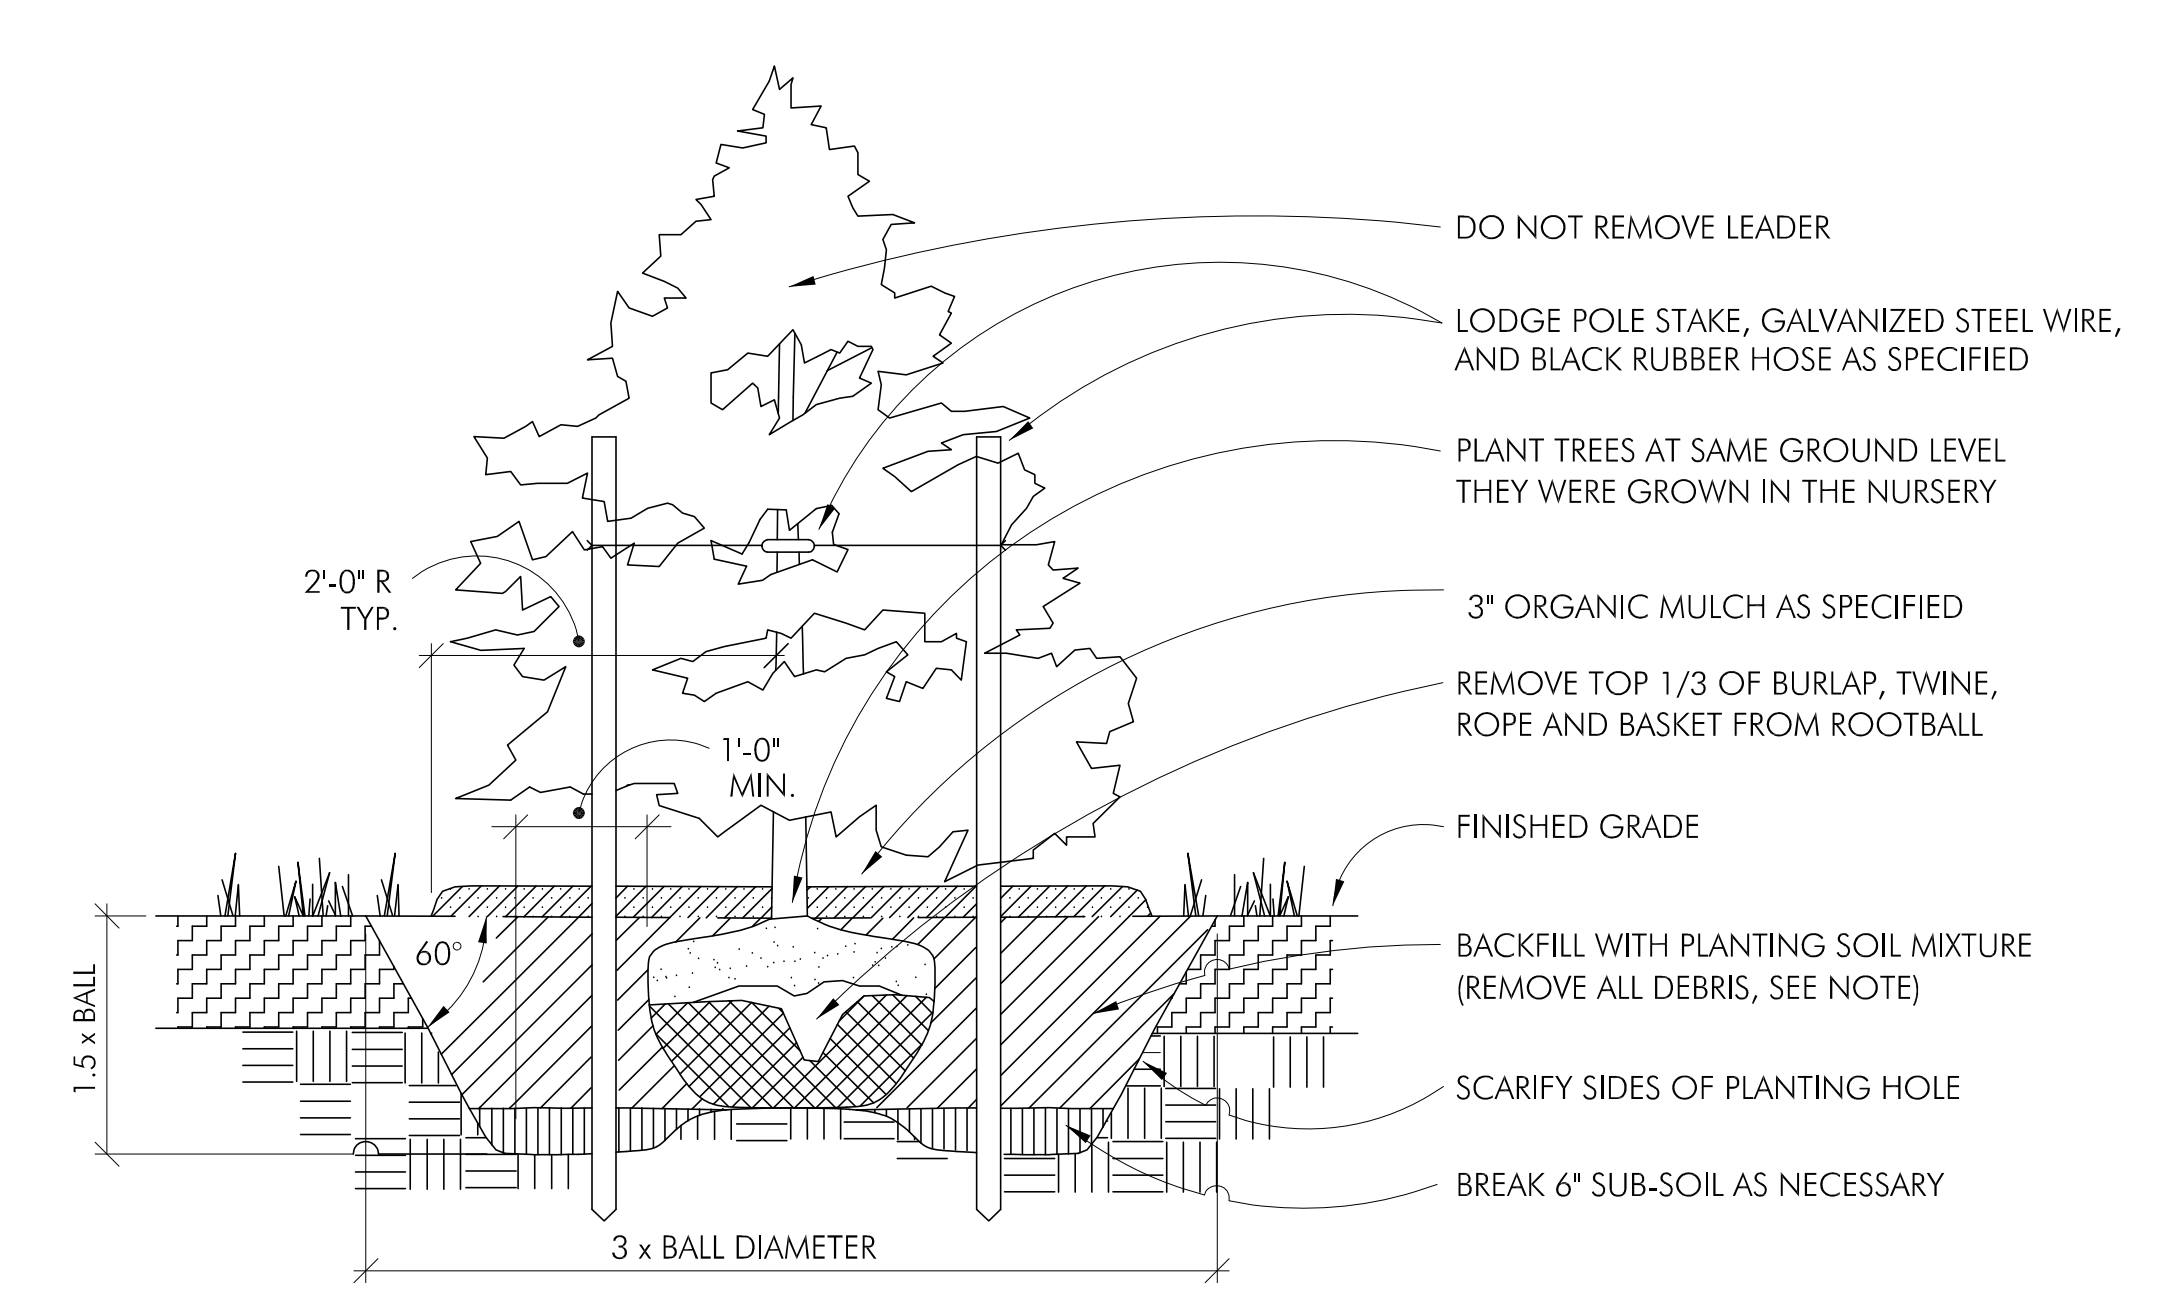 DO NOT REMOVE LEADER
LODGE POLE STAKE, GALVANIZED STEEL WIRE,
AND BLACK RUBBER HOSE AS SPECIFIED
PLANT TREES AT SAME GROUND LEVEL
THEY WERE GROWN IN THE NURSERY
2'-0" R
TYP.
3" ORGANIC MULCH AS SPECIFIED
REMOVE TOP 1/3 OF BURLAP, TWINE,
ROPE AND BASKET FROM ROOTBALL
1'-0"
MIN.
FINISHED GRADE
60°
BACKFILL WITH PLANTING SOIL MIXTURE
(REMOVE ALL DEBRIS, SEE NOTE)
1.5 x BALL
SCARIFY SIDES OF PLANTING HOLE
BREAK 6" SUB-SOIL AS NECESSARY
3 x BALL DIAMETER